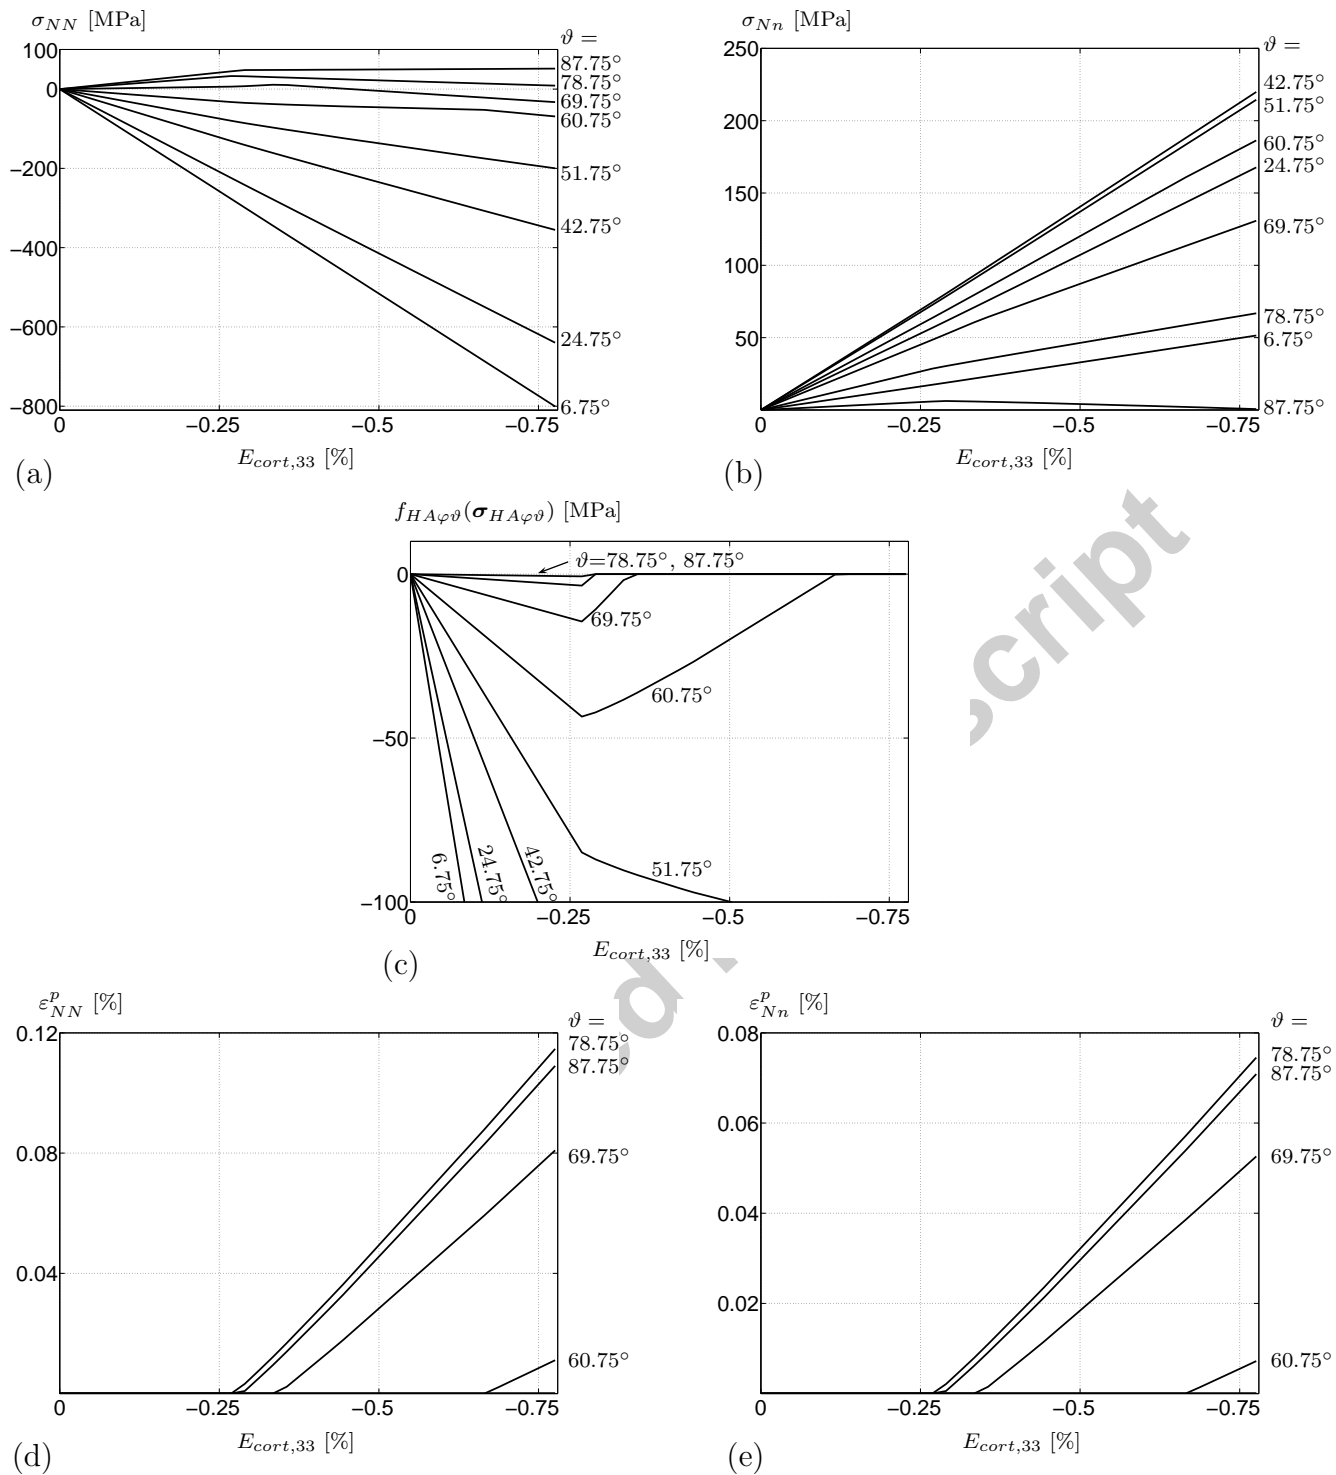 σ_NN [MPa]
ϑ =
100
0
−200
−400
−600
−800
87.75°
78.75°
69.75°
60.75°
51.75°
42.75°
24.75°
6.75°
0 −0.25 −0.5 −0.75
E_cort,33 [%]
(a)
σ_Nn [MPa]
ϑ =
250
200
150
100
50
42.75°
51.75°
60.75°
24.75°
69.75°
78.75°
6.75°
87.75°
0 −0.25 −0.5 −0.75
E_cort,33 [%]
(b)
f_HAφϑ(σ_HAφϑ) [MPa]
ϑ=78.75° , 87.75°
0
−50
−100
69.75°
60.75°
51.75°
6.75°
24.75°
42.75°
0 −0.25 −0.5 −0.75
E_cort,33 [%]
(c)
script
ε^p_NN [%]
ϑ =
0.12
0.08
0.04
78.75°
87.75°
69.75°
60.75°
0 −0.25 −0.5 −0.75
E_cort,33 [%]
(d)
ε^p_Nn [%]
ϑ =
0.08
0.06
0.04
0.02
78.75°
87.75°
69.75°
60.75°
0 −0.25 −0.5 −0.75
E_cort,33 [%]
(e)